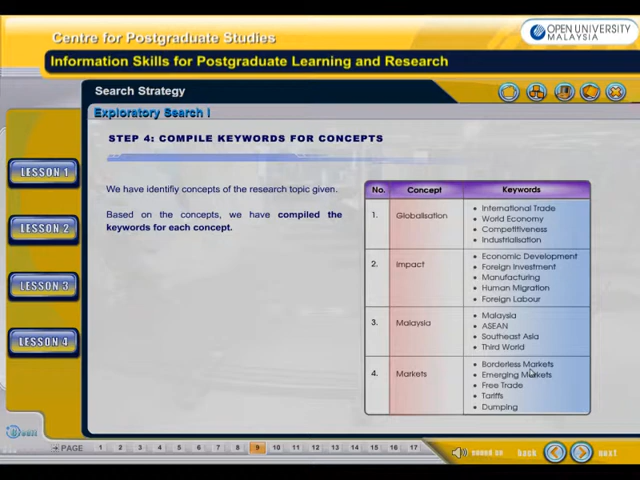 Centre for Postgraduate Studies
OPEN UNIVERSITY
MALAYSIA
Information Skills for Postgraduate Learning and Research
Search Strategy
Exploratory Search I
STEP 4: COMPILE KEYWORDS FOR CONCEPTS
LESSON 1
LESSON 2
LESSON 3
LESSON 4
We have identifiy concepts of the research topic given.
Based on the concepts, we have compiled the
keywords for each concept.
No. Concept Keywords
1. Globalisation
• International Trade
• World Economy
• Competitiveness
• Industrialisation
2. Impact
• Economic Development
• Foreign Investment
• Manufacturing
• Human Migration
• Foreign Labour
3. Malaysia
• Malaysia
• ASEAN
• Southeast Asia
• Third World
4. Markets
• Borderless Markets
• Emerging Markets
• Free Trade
• Tariffs
• Dumping
PAGE 1 2 3 4 5 6 7 8 9 10 11 12 13 14 15 16 17
sound on back next